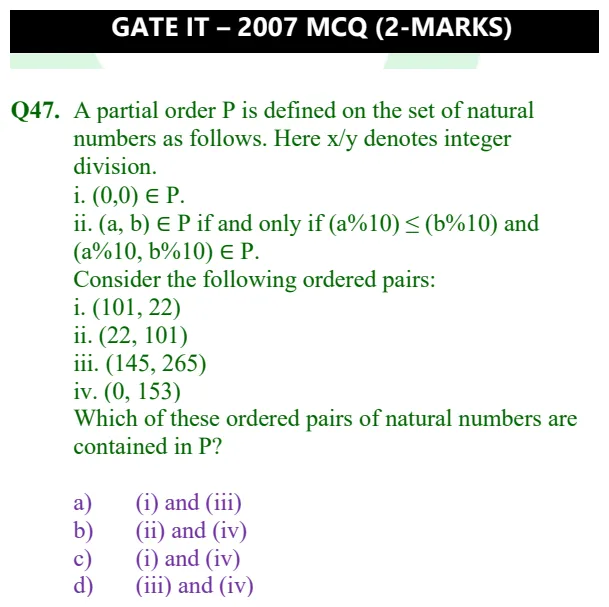 GATE IT – 2007 MCQ (2-MARKS)
Q47. A partial order P is defined on the set of natural
numbers as follows. Here x/y denotes integer
division.
i. (0,0) ∈ P.
ii. (a, b) ∈ P if and only if (a%10) ≤ (b%10) and
(a%10, b%10) ∈ P.
Consider the following ordered pairs:
i. (101, 22)
ii. (22, 101)
iii. (145, 265)
iv. (0, 153)
Which of these ordered pairs of natural numbers are
contained in P?
a) (i) and (iii)
b) (ii) and (iv)
c) (i) and (iv)
d) (iii) and (iv)